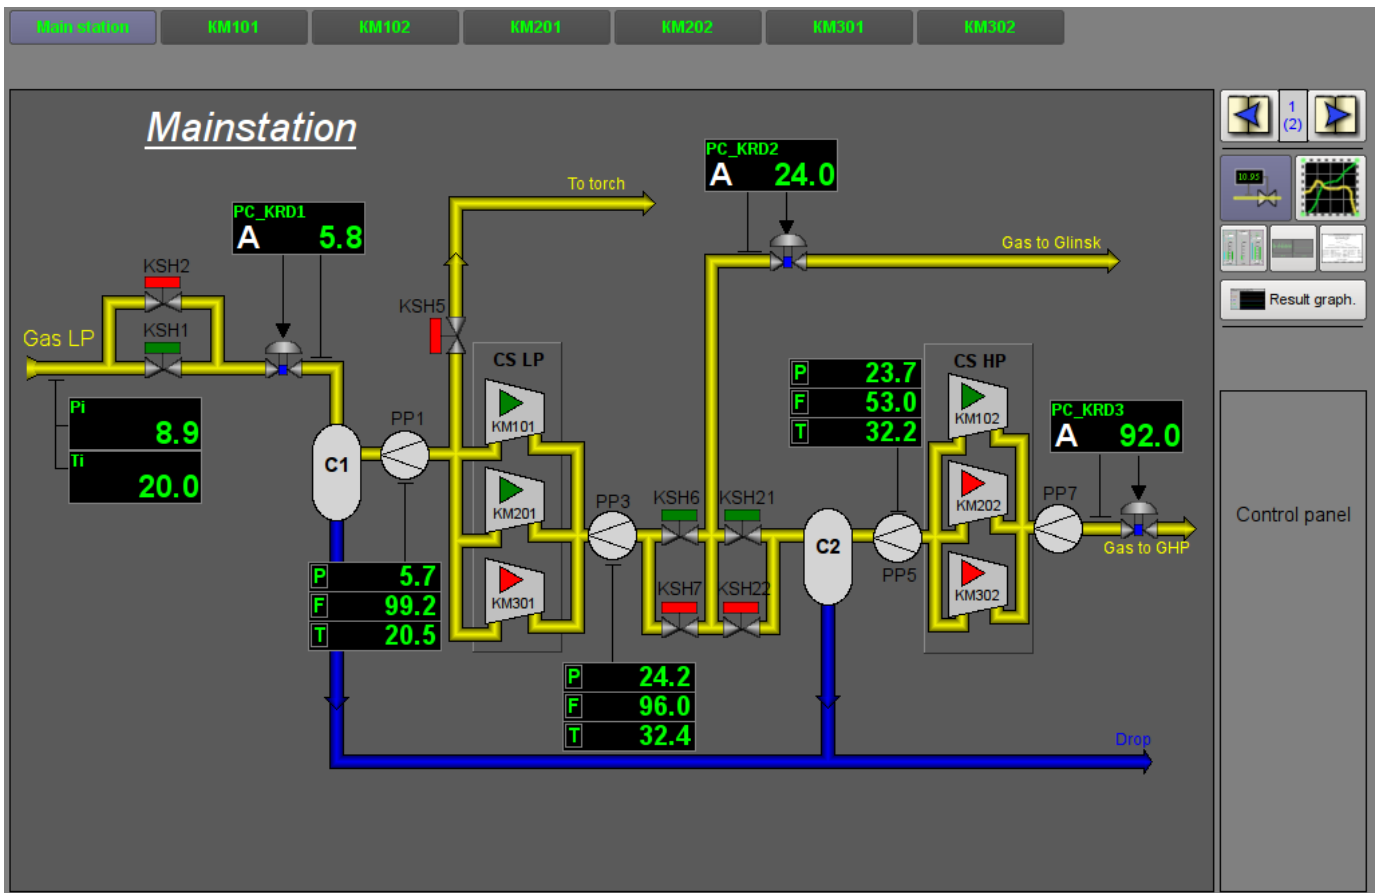 Main station
KM101
KM102
KM201
KM202
KM301
KM302
Mainstation
1
(2)
PC_KRD2
A 24.0
To torch
10.95
PC_KRD1
A 5.8
Gas to Glinsk
KSH2
KSH5
Result graph.
KSH1
Gas LP
CS LP
CS HP
P 23.7
F 53.0
T 32.2
Pi
8.9
Ti
20.0
PP1
KM101
KM102
PC_KRD3
A 92.0
C1
KM201
PP3
KSH6
KSH21
KM202
PP7
Control panel
C2
Gas to GHP
PP5
P 5.7
F 99.2
T 20.5
KM301
KSH7
KSH22
KM302
P 24.2
F 96.0
T 32.4
Drop